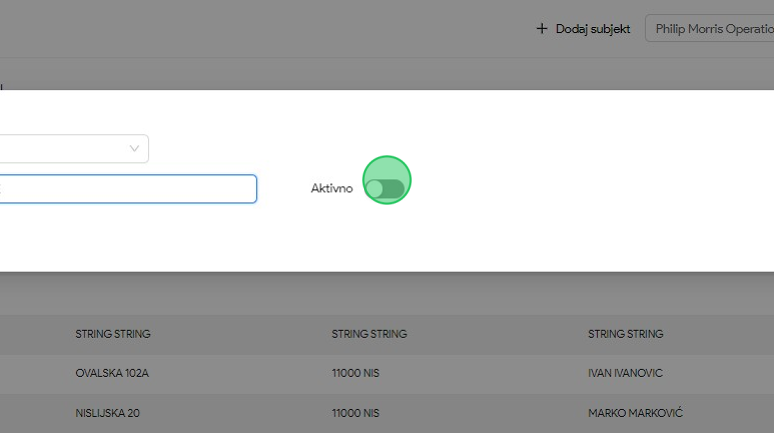 Dodaj subjekt
Philip Morris Operatio
Aktivno
STRING STRING
STRING STRING
STRING STRING
OVALSKA 102A
11000 NIS
IVAN IVANOVIC
NISLIJSKA 20
11000 NIS
MARKO MARKOVIĆ